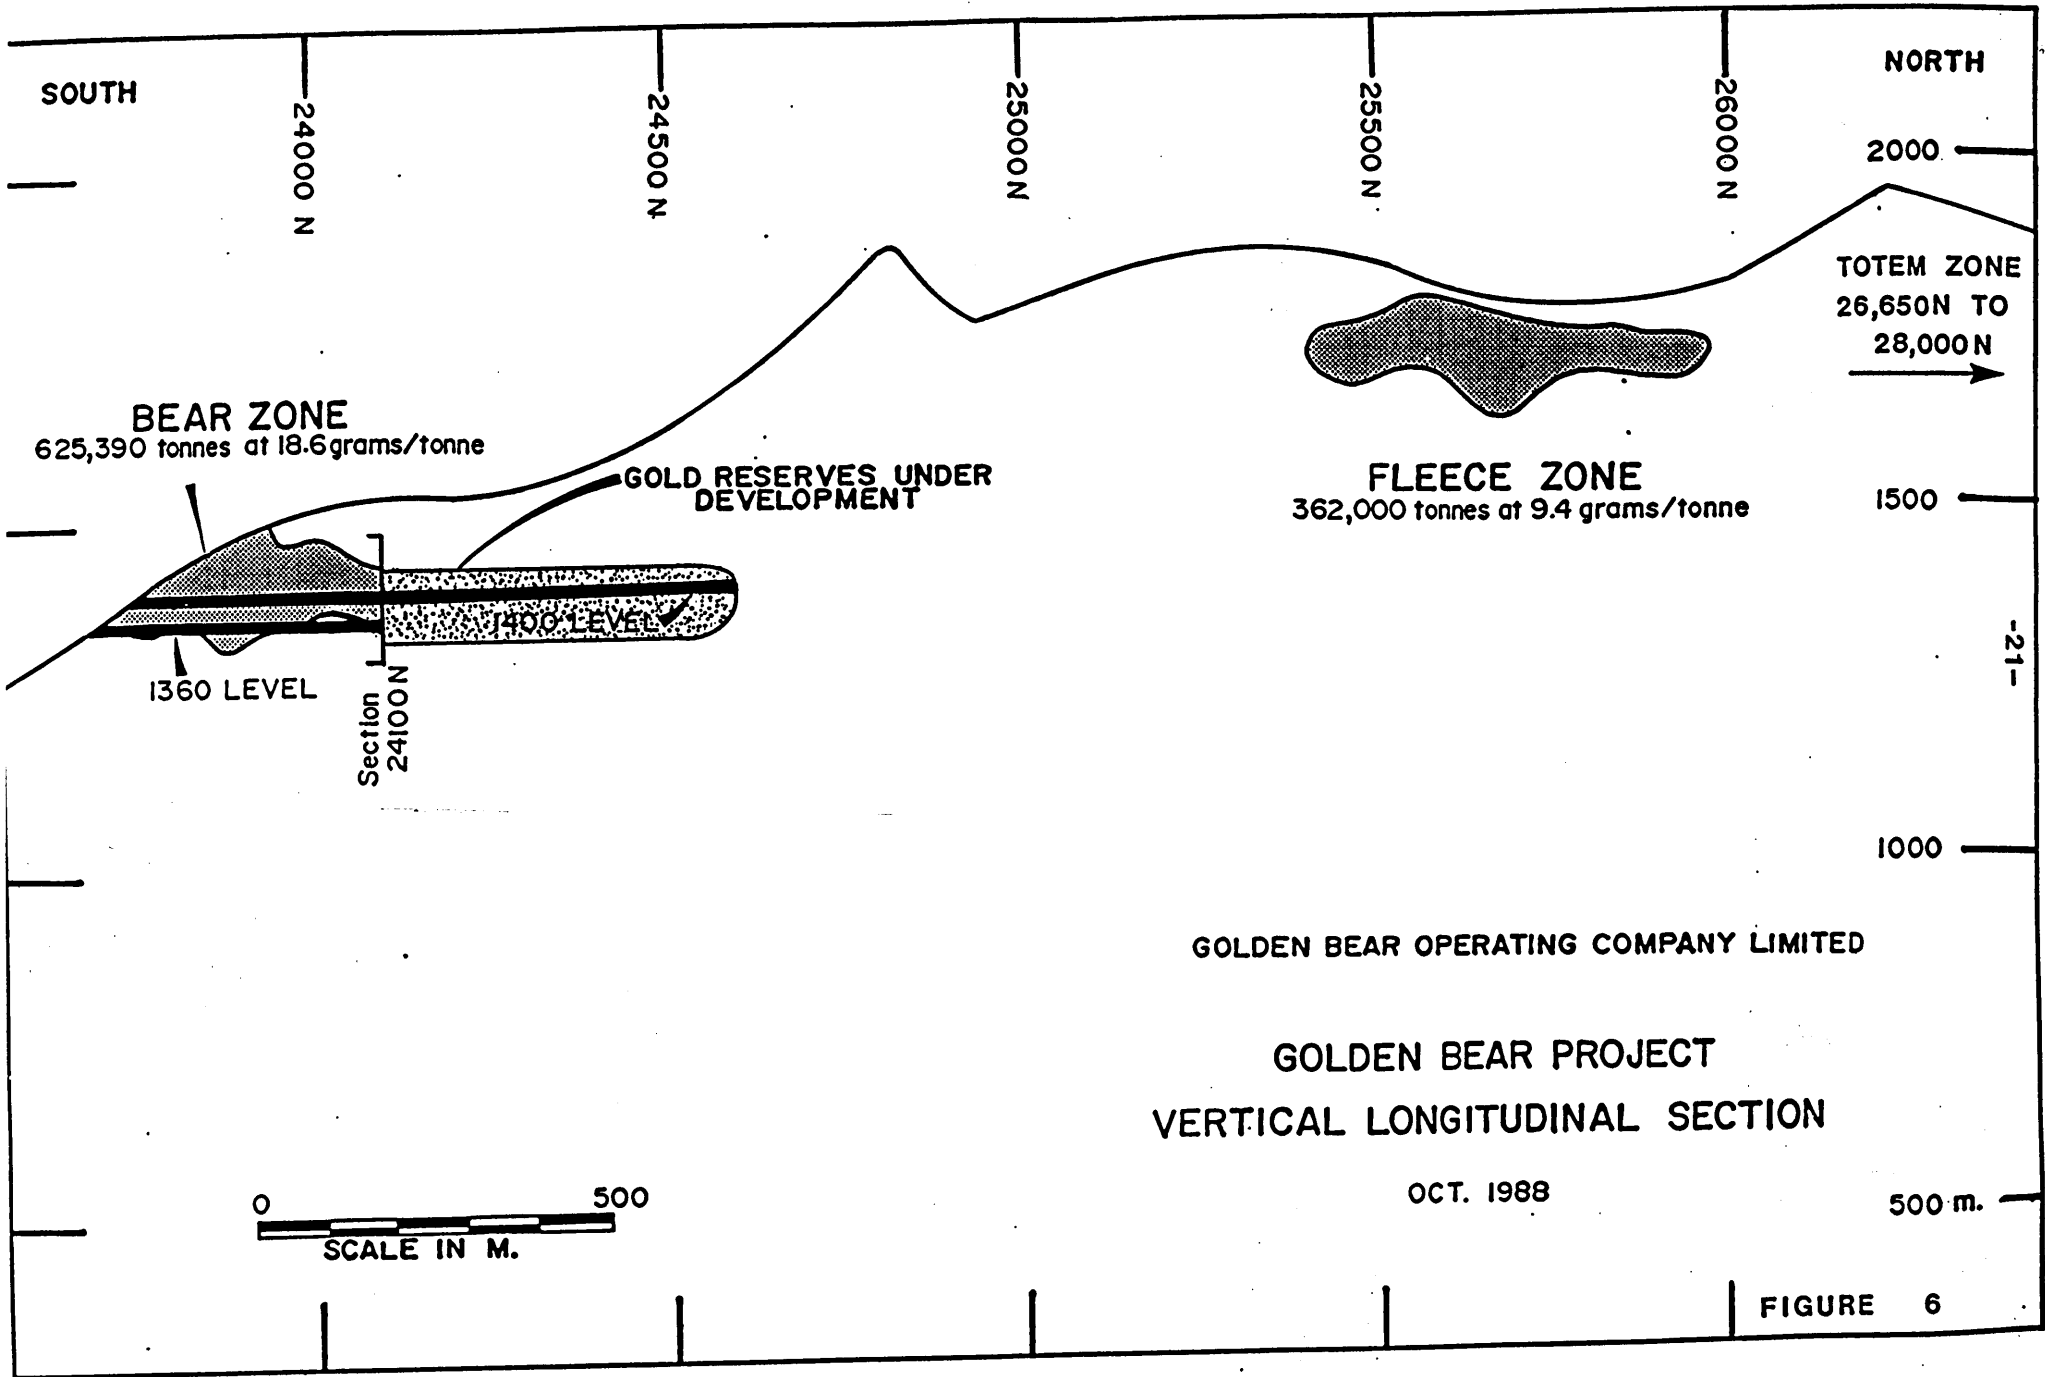 SOUTH
24000 N
24500 N
25000 N
25500 N
26000 N
NORTH
2000
TOTEM ZONE
26,650N TO
28,000N
BEAR ZONE
625,390 tonnes at 18.6 grams/tonne
GOLD RESERVES UNDER
DEVELOPMENT
FLEECE ZONE
362,000 tonnes at 9.4 grams/tonne
1500
1400 LEVEL
1360 LEVEL
Section
24100N
-21-
1000
GOLDEN BEAR OPERATING COMPANY LIMITED
GOLDEN BEAR PROJECT
VERTICAL LONGITUDINAL SECTION
OCT. 1988
0 500
SCALE IN M.
500 m.
FIGURE 6